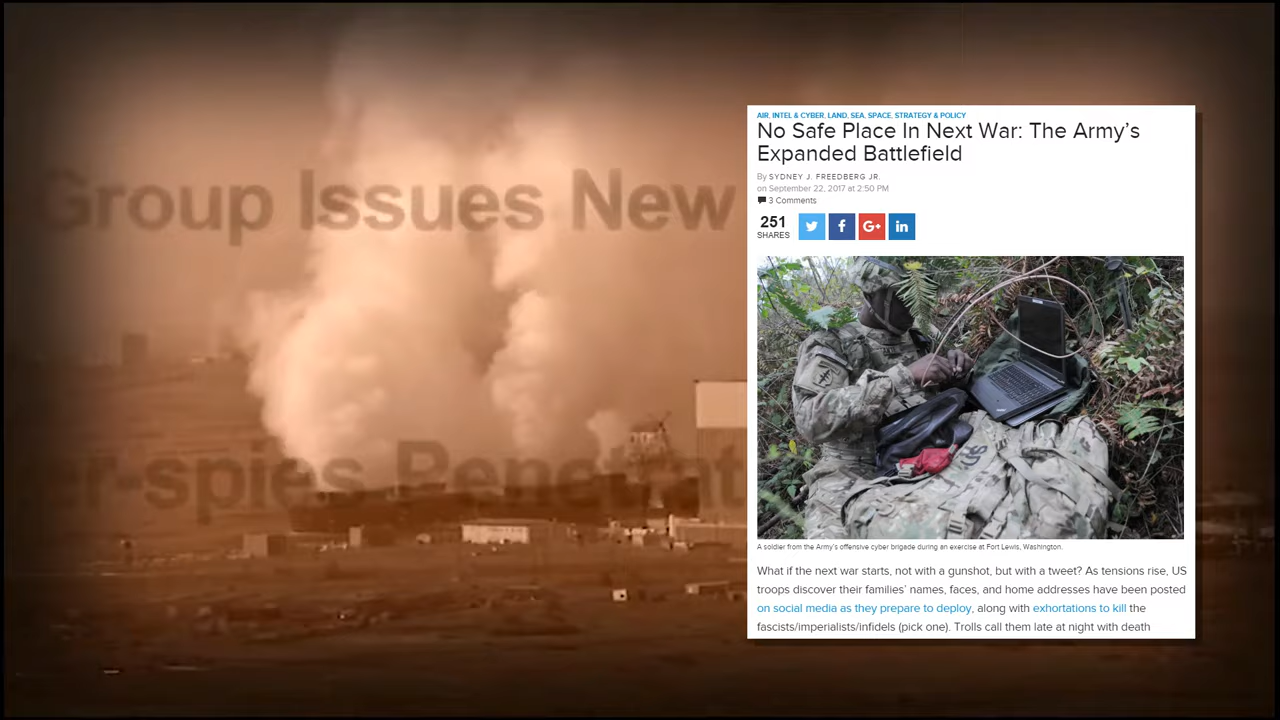 Group Issues New
er-spies Penetrat
AIR, INTEL & CYBER, LAND, SEA, SPACE, STRATEGY & POLICY
No Safe Place In Next War: The Army’s
Expanded Battlefield
By SYDNEY J. FREEDBERG JR.
on September 22, 2017 at 2:50 PM
3 Comments
251
SHARES
f
G+
in
A soldier from the Army's offensive cyber brigade during an exercise at Fort Lewis, Washington.
What if the next war starts, not with a gunshot, but with a tweet? As tensions rise, US
troops discover their families’ names, faces, and home addresses have been posted
on social media as they prepare to deploy, along with exhortations to kill the
fascists/imperialists/infidels (pick one). Trolls call them late at night with death